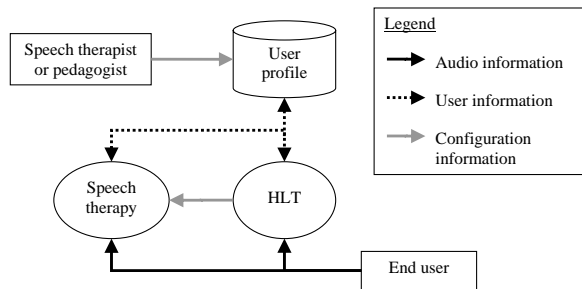 Speech therapist
or pedagogist
User
profile
Legend
Audio information
User information
Configuration
information
Speech
therapy
HLT
End user